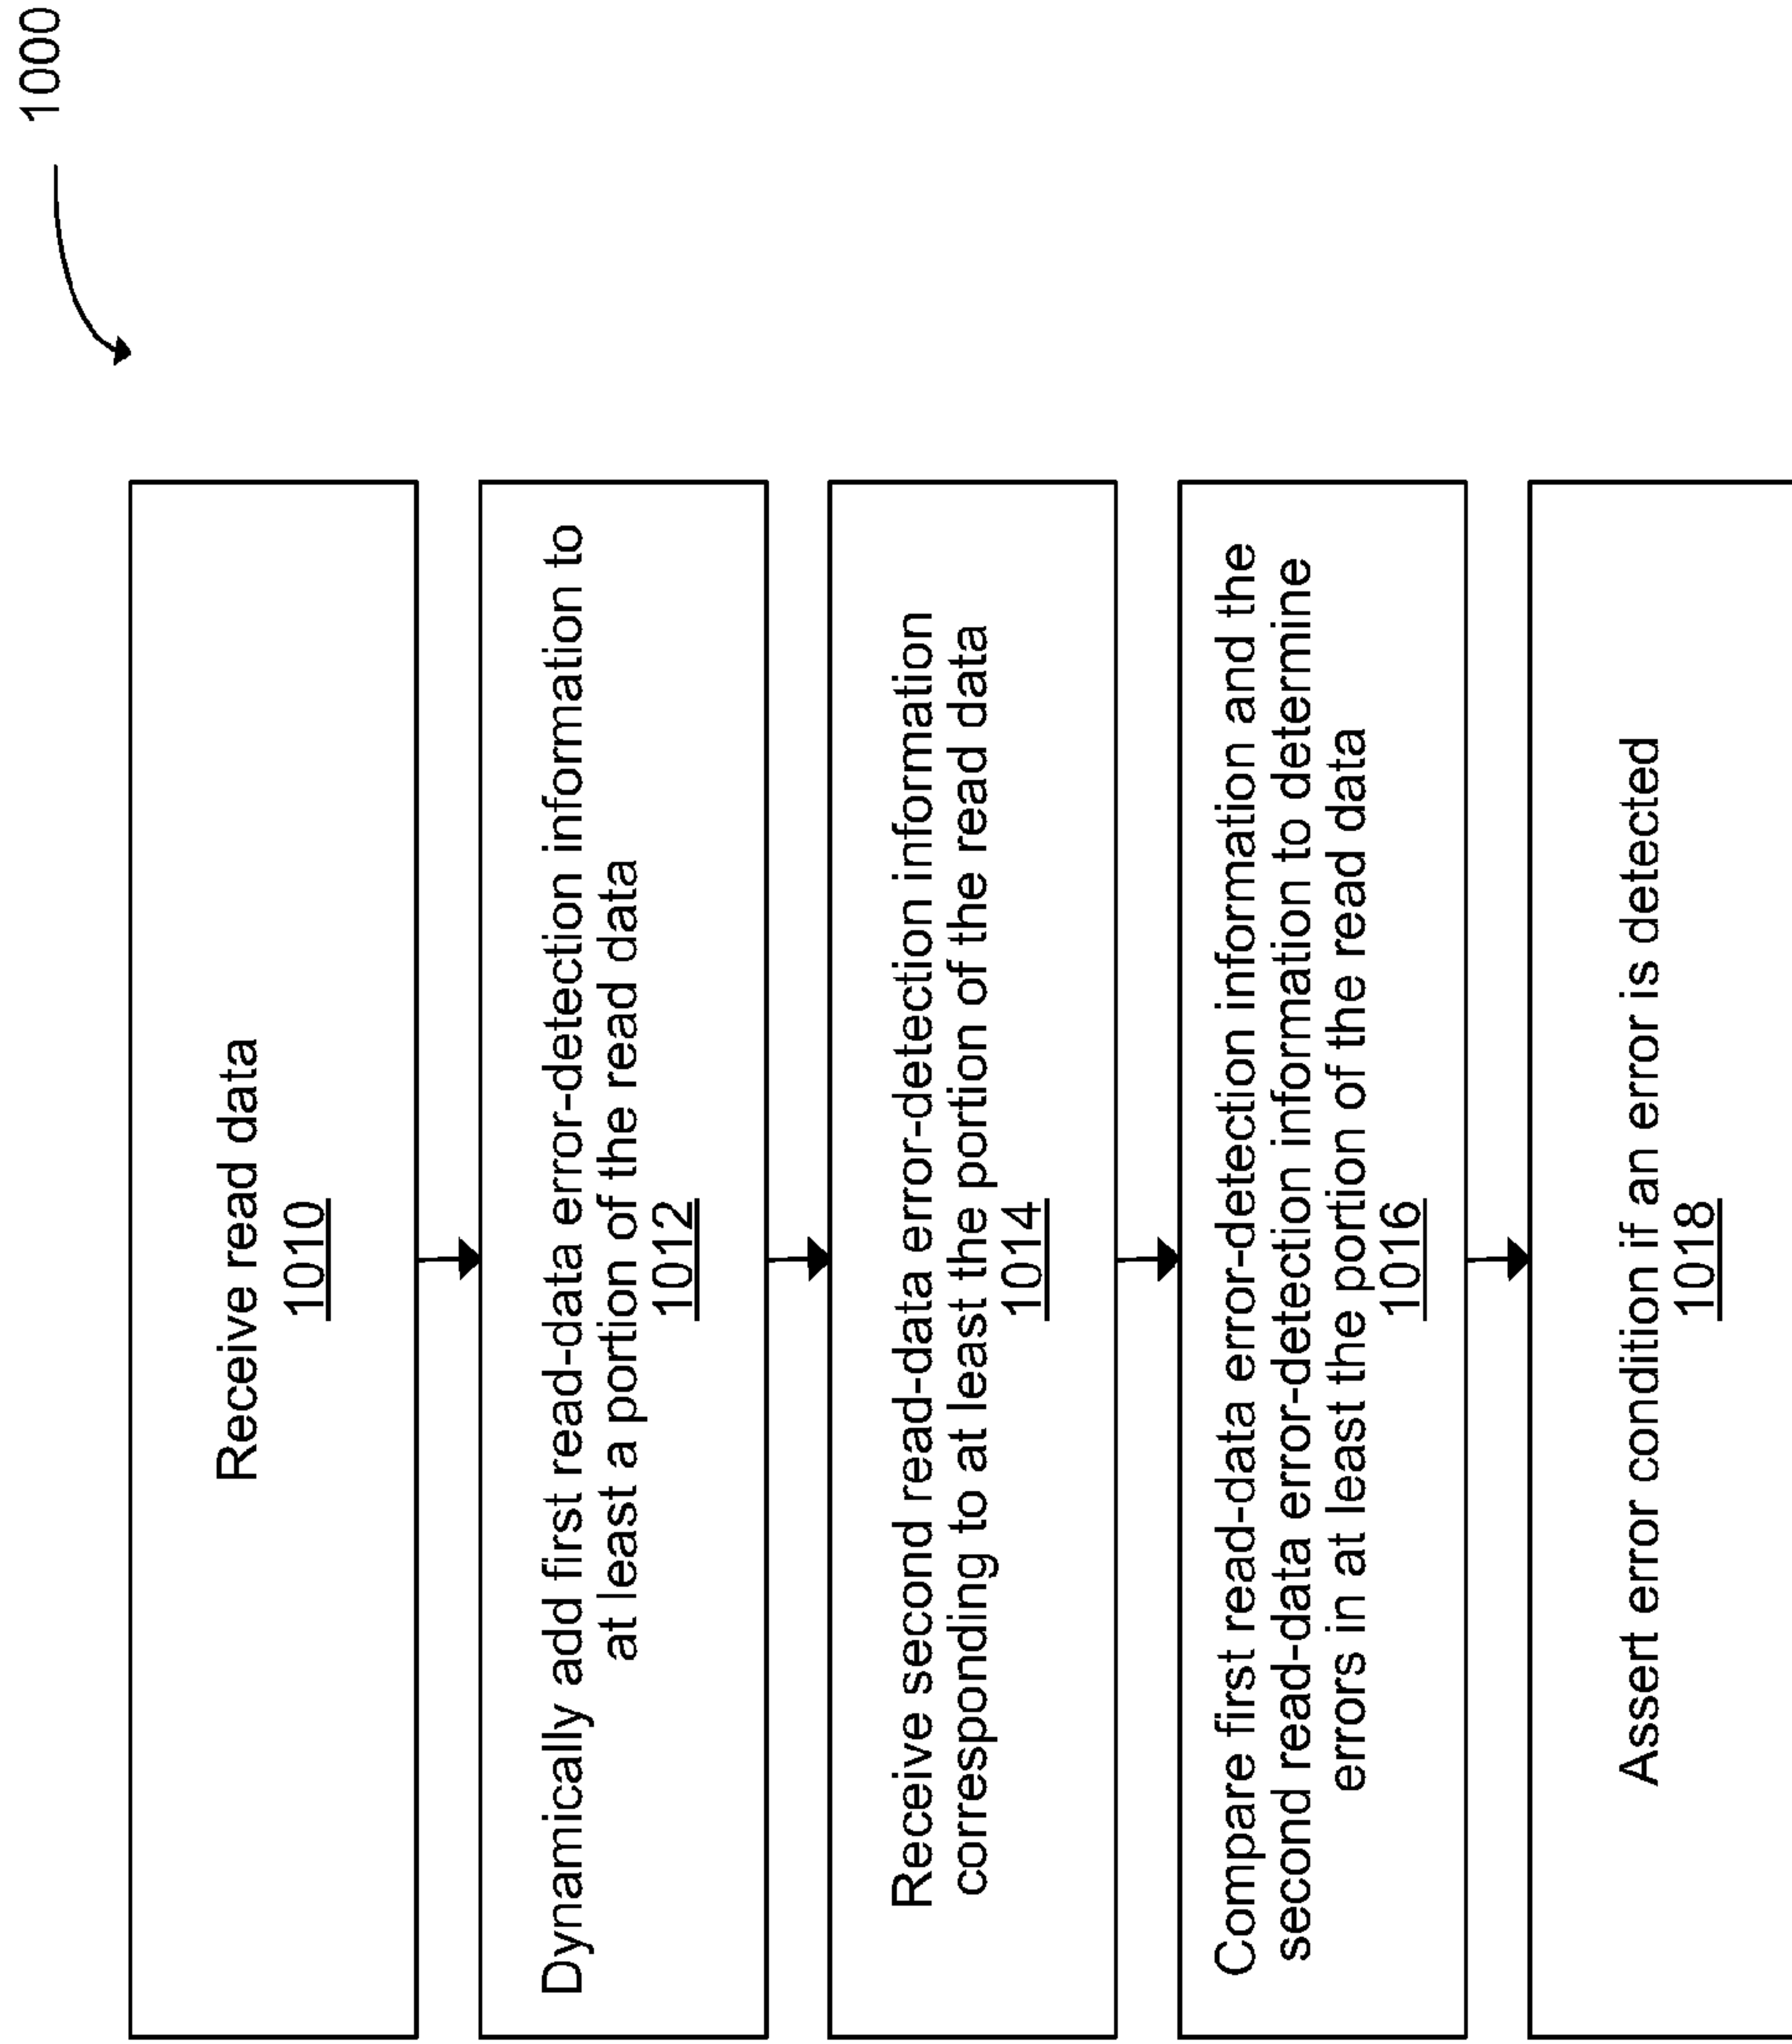 1000
Receive read data
1010
Dynamically add first read-data error-detection information to
at least a portion of the read data
1012
Receive second read-data error-detection information
corresponding to at least the portion of the read data
1014
Compare first read-data error-detection information and the
second read-data error-detection information to determine
errors in at least the portion of the read data
1016
Assert error condition if an error is detected
1018